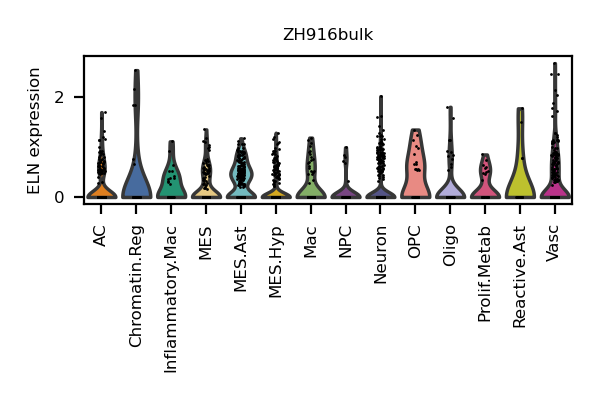 ZH916bulk
ELN expression
2
0
AC
Chromatin.Reg
Inflammatory.Mac
MES
MES.Ast
MES.Hyp
Mac
NPC
Neuron
OPC
Oligo
Prolif.Metab
Reactive.Ast
Vasc